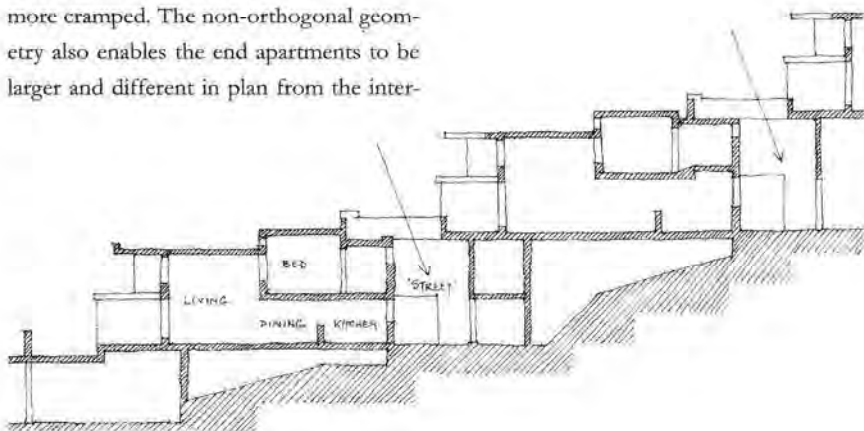 more cramped. The non-orthogonal geom-
etry also enables the end apartments to be
larger and different in plan from the inter-
BED
'STREET'
LIVING
DINING KITCHEN